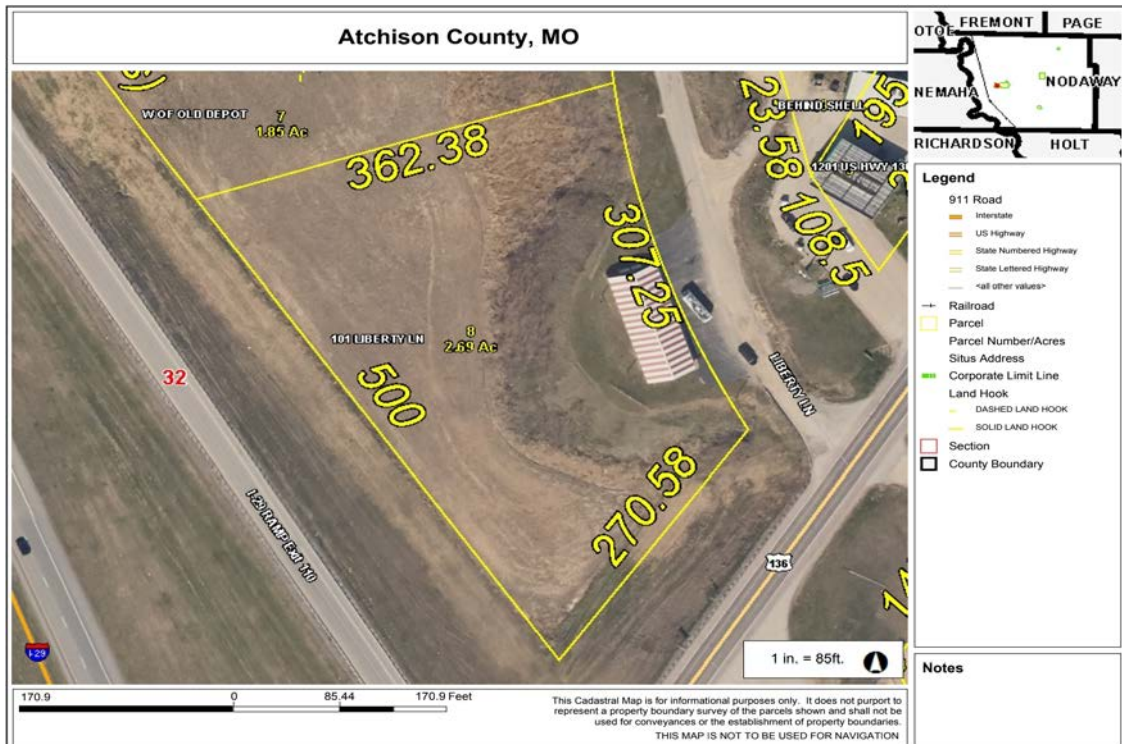 Atchison County, MO
W OF OLD DEPOT
7
1.85 Ac
362.38
307.25
23.58
BEHIND SHELL
195
1201 US HWY 136
108.5
101 LIBERTY LN
8
2.69 Ac
500
LIBERTY LN
32
270.58
I-29 RAMP Exit 110
136
I-29
1 in. = 85ft.
FREMONT
PAGE
OTOE
NODAWAY
NEMAHA
RICHARDSON
HOLT
Legend
911 Road
Interstate
US Highway
State Numbered Highway
State Lettered Highway
<all other values>
Railroad
Parcel
Parcel Number/Acres
Situs Address
Corporate Limit Line
Land Hook
DASHED LAND HOOK
SOLID LAND HOOK
Section
County Boundary
Notes
170.9 0 85.44 170.9 Feet
This Cadastral Map is for informational purposes only. It does not purport to
represent a property boundary survey of the parcels shown and shall not be
used for conveyances or the establishment of property boundaries.
THIS MAP IS NOT TO BE USED FOR NAVIGATION